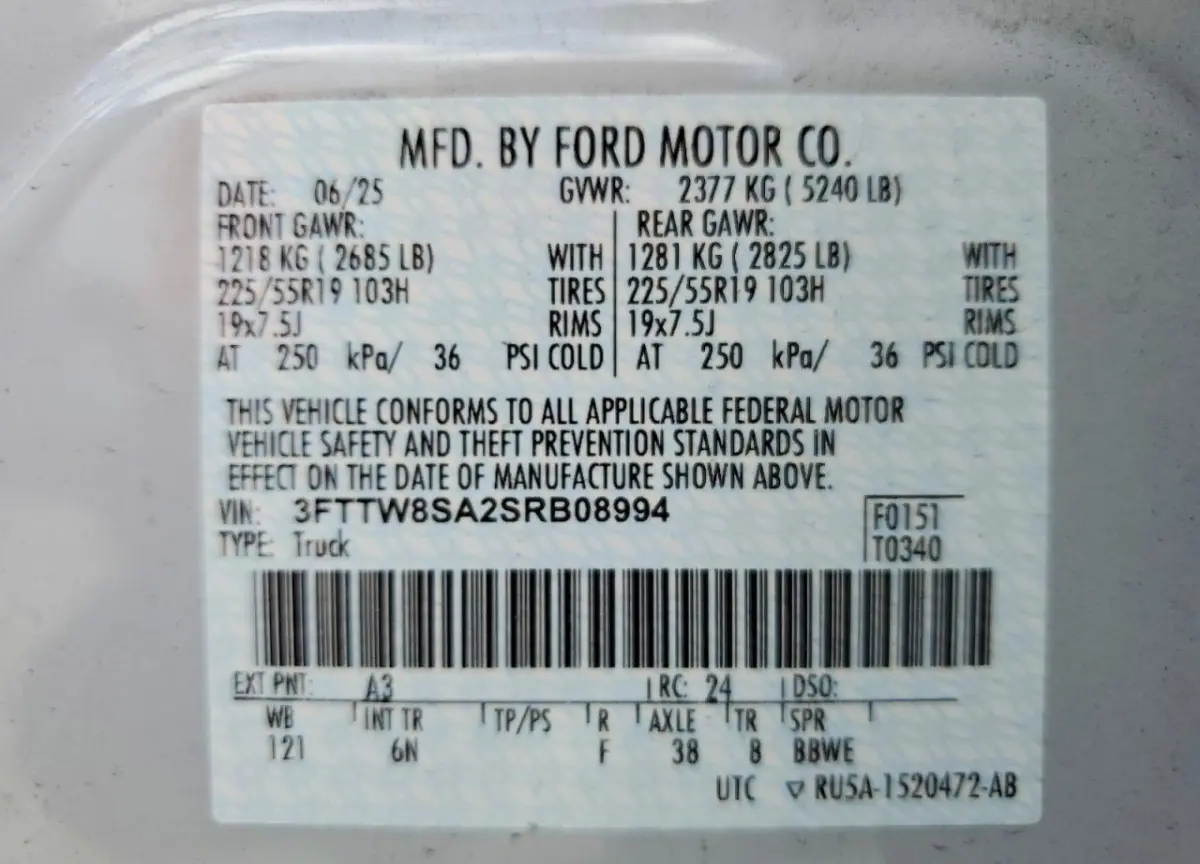 MFD. BY FORD MOTOR CO.
DATE: 06/25 GVWR: 2377 KG ( 5240 LB)
FRONT GAWR: REAR GAWR:
1218 KG ( 2685 LB) WITH 1281 KG ( 2825 LB) WITH
225/55R19 103H TIRES 225/55R19 103H TIRES
19x7.5J RIMS 19x7.5J RIMS
AT 250 kPa/ 36 PSI COLD AT 250 kPa/ 36 PSI COLD
THIS VEHICLE CONFORMS TO ALL APPLICABLE FEDERAL MOTOR
VEHICLE SAFETY AND THEFT PREVENTION STANDARDS IN
EFFECT ON THE DATE OF MANUFACTURE SHOWN ABOVE.
VIN: 3FTTW8SA2SRB08994 F0151
TYPE: Truck T0340
EXT PNT: A3 RC: 24 DSO:
WB INT TR TP/PS R AXLE TR SPR
121 6N F 38 8 BBWE
UTC ▽ RU5A-1520472-AB